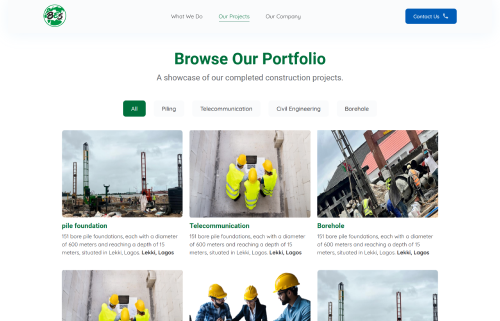 B&S
What We Do
Our Projects
Our Company
Contact Us
Browse Our Portfolio
A showcase of our completed construction projects.
All
Piling
Telecommunication
Civil Engineering
Borehole
pile foundation
151 bore pile foundations, each with a diameter
of 600 meters and reaching a depth of 15
meters, situated in Lekki, Lagos. Lekki, Lagos
Telecommunication
151 bore pile foundations, each with a diameter
of 600 meters and reaching a depth of 15
meters, situated in Lekki, Lagos. Lekki, Lagos
Borehole
151 bore pile foundations, each with a diameter
of 600 meters and reaching a depth of 15
meters, situated in Lekki, Lagos. Lekki, Lagos